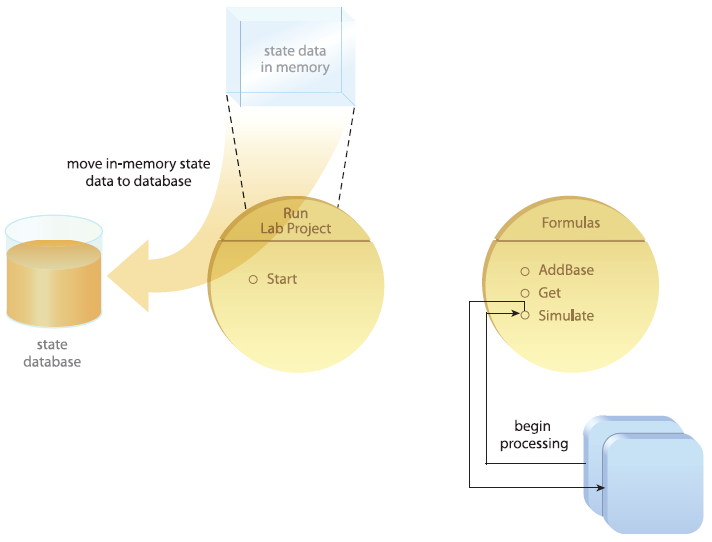 state data
in memory
move in-memory state
data to database
Run
Lab Project
Start
state
database
Formulas
AddBase
Get
Simulate
begin
processing